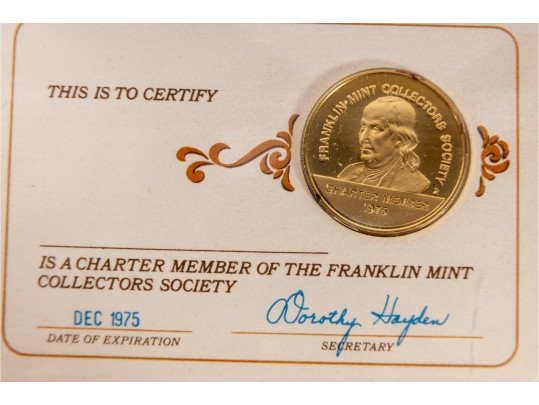 THIS IS TO CERTIFY
FRANKLIN MINT COLLECTORS SOCIETY
CHARTER MEMBER
1975
IS A CHARTER MEMBER OF THE FRANKLIN MINT
COLLECTORS SOCIETY
DEC 1975
Dorothy Hayden
DATE OF EXPIRATION
SECRETARY